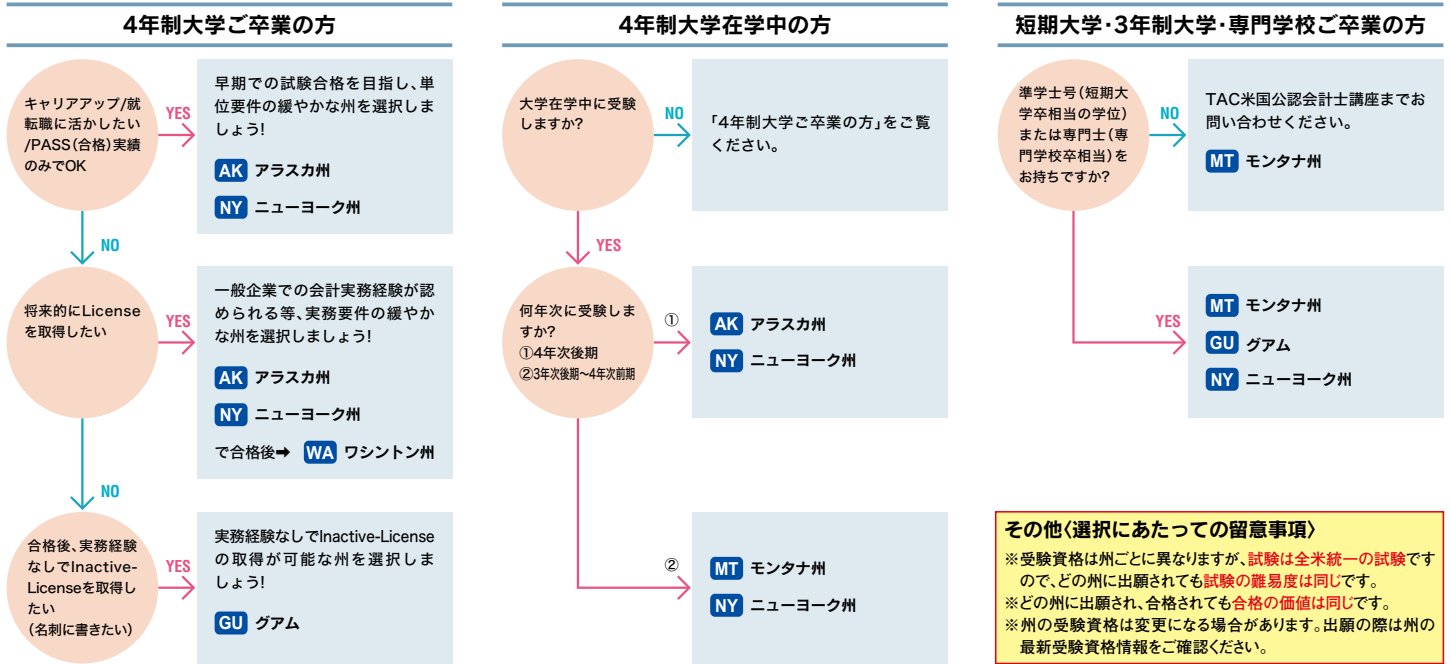 4年制大学ご卒業の方
キャリアアップ/就
転職に活かしたい
/PASS(合格)実績
のみでOK
YES
早期での試験合格を目指し、単
位要件の緩やかな州を選択しま
しょう!
AK アラスカ州
NY ニューヨーク州
NO
将来的にLicense
を取得したい
YES
一般企業での会計実務経験が認
められる等、実務要件の緩やか
な州を選択しましょう!
AK アラスカ州
NY ニューヨーク州
で合格後➡ WA ワシントン州
NO
合格後、実務経験
なしでInactive-
Licenseを取得し
たい
(名刺に書きたい)
YES
実務経験なしでInactive-License
の取得が可能な州を選択しま
しょう!
GU グアム
4年制大学在学中の方
大学在学中に受験
しますか?
NO
「4年制大学ご卒業の方」をご覧
ください。
YES
何年次に受験しま
すか?
①4年次後期
②3年次後期〜4年次前期
①
AK アラスカ州
NY ニューヨーク州
②
MT モンタナ州
NY ニューヨーク州
短期大学・3年制大学・専門学校ご卒業の方
準学士号(短期大
学卒相当の学位)
または専門士(専
門学校卒相当)を
お持ちですか?
NO
TAC米国公認会計士講座までお
問い合わせください。
MT モンタナ州
YES
MT モンタナ州
GU グアム
NY ニューヨーク州
その他〈選択にあたっての留意事項〉
※受験資格は州ごとに異なりますが、試験は全米統一の試験です
ので、どの州に出願されても試験の難易度は同じです。
※どの州に出願され、合格されても合格の価値は同じです。
※州の受験資格は変更になる場合があります。出願の際は州の
最新受験資格情報をご確認ください。